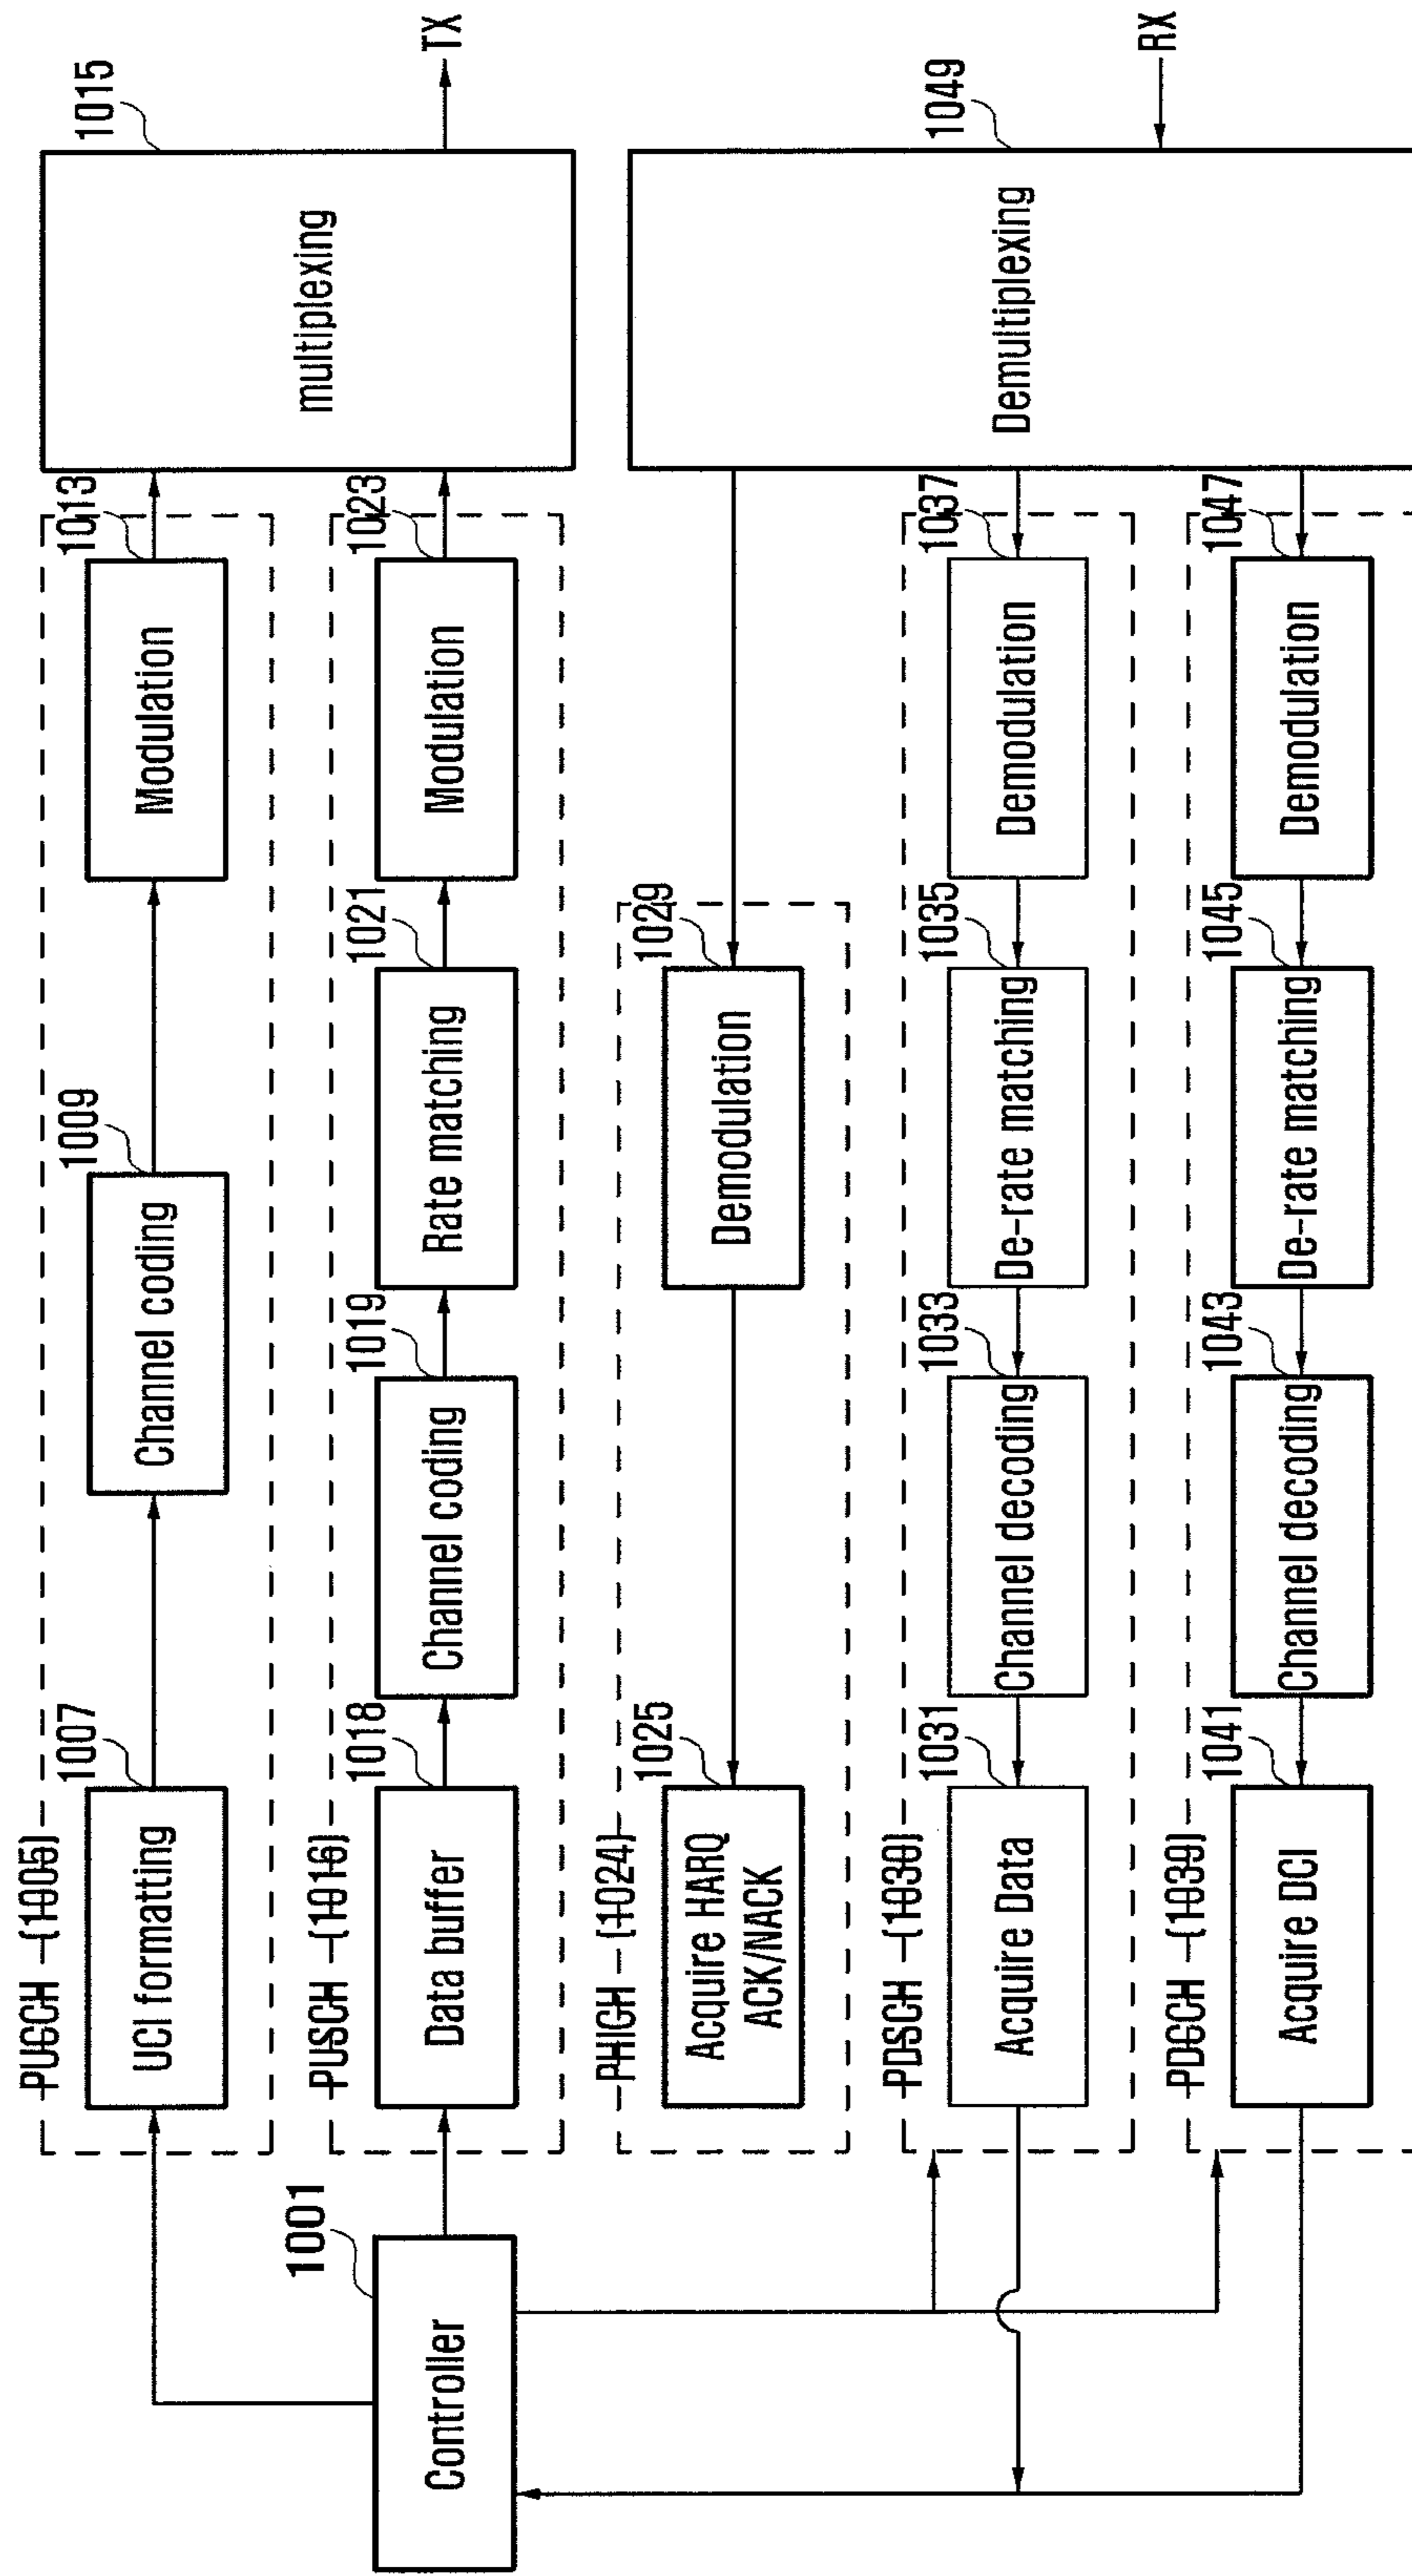 1001
Controller
PUCCH (1005)
1007
UCI formatting
1009
Channel coding
1013
Modulation
1015
multiplexing
TX
PUSCH (1016)
1018
Data buffer
1019
Channel coding
1021
Rate matching
1023
Modulation
PHICH (1024)
1025
Acquire HARQ
ACK/NACK
1029
Demodulation
1049
Demultiplexing
RX
PDSCH (1030)
1031
Acquire Data
1033
Channel decoding
1035
De-rate matching
1037
Demodulation
PDCCH (1039)
1041
Acquire DCI
1043
Channel decoding
1045
De-rate matching
1047
Demodulation